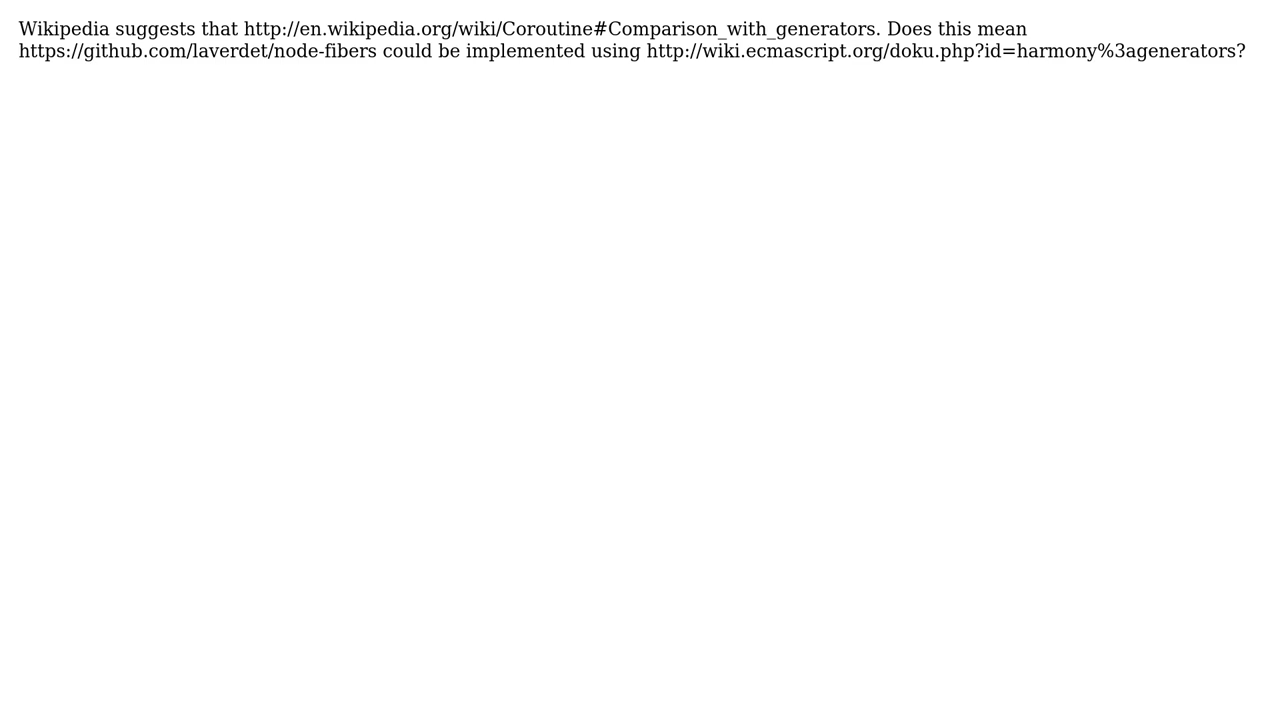 Wikipedia suggests that http://en.wikipedia.org/wiki/Coroutine#Comparison_with_generators. Does this mean
https://github.com/laverdet/node-fibers could be implemented using http://wiki.ecmascript.org/doku.php?id=harmony%3agenerators?